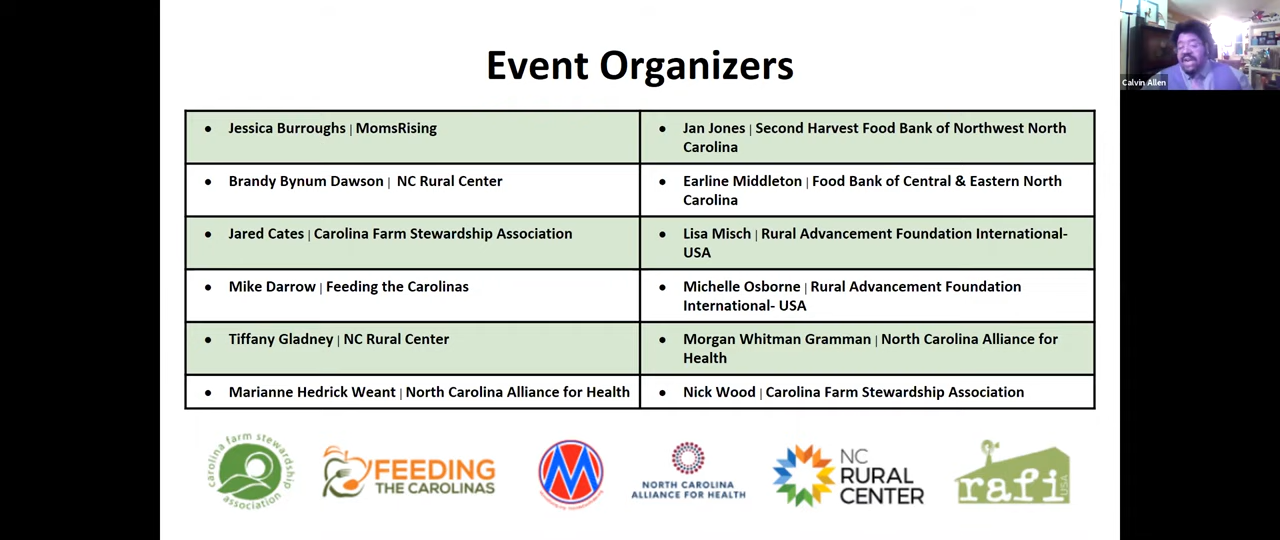 Event Organizers
Calvin Allen
• Jessica Burroughs | MomsRising
• Jan Jones | Second Harvest Food Bank of Northwest North
Carolina
• Brandy Bynum Dawson | NC Rural Center
• Earline Middleton | Food Bank of Central & Eastern North
Carolina
• Jared Cates | Carolina Farm Stewardship Association
• Lisa Misch | Rural Advancement Foundation International-
USA
• Mike Darrow | Feeding the Carolinas
• Michelle Osborne | Rural Advancement Foundation
International- USA
• Tiffany Gladney | NC Rural Center
• Morgan Whitman Gramman | North Carolina Alliance for
Health
• Marianne Hedrick Weant | North Carolina Alliance for Health
• Nick Wood | Carolina Farm Stewardship Association
carolina farm stewardship
association
FEEDING
THE CAROLINAS
M
NORTH CAROLINA
ALLIANCE FOR HEALTH
NC
RURAL
CENTER
rafi
USA